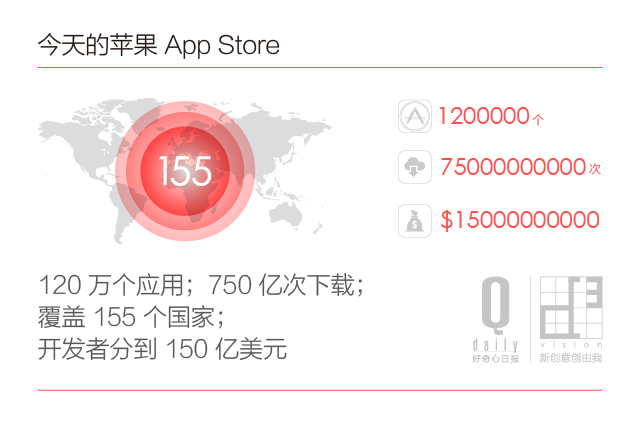 今天的苹果 App Store
155
1200000个
75000000000次
$15000000000
120 万个应用；750 亿次下载；
覆盖 155 个国家；
开发者分到 150 亿美元
Q
daily
好奇心日报
vision
新创意创由我